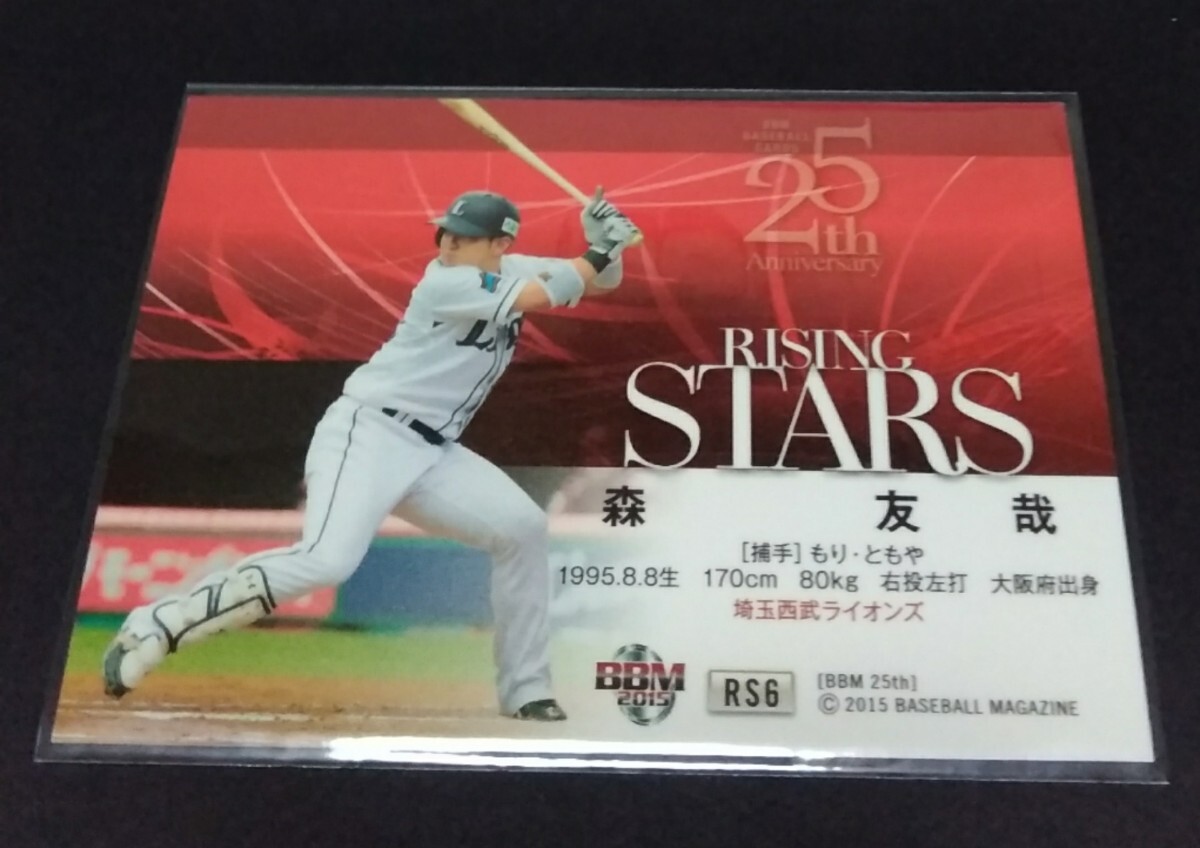 BBM
BASEBALL
CARDS
25th
Anniversary
RISING
STARS
森 友 哉
[捕手] もり・ともや
1995.8.8生 170cm 80kg 右投左打 大阪府出身
埼玉西武ライオンズ
BBM
2015
RS6
[BBM 25th]
© 2015 BASEBALL MAGAZINE
L